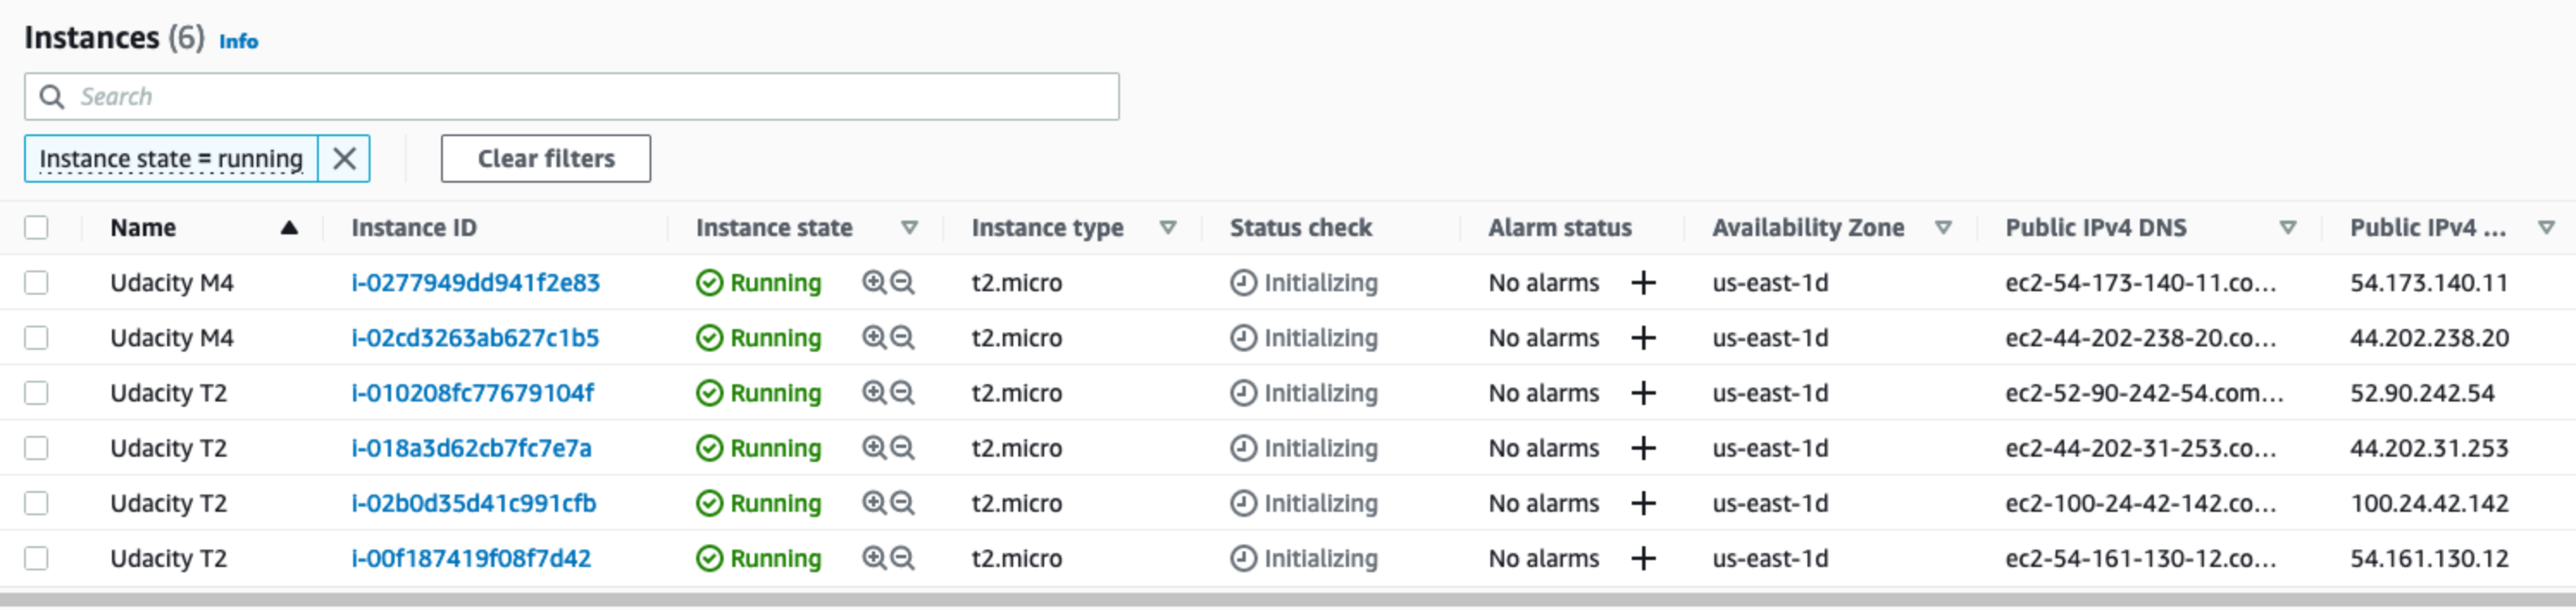 Instances (6) Info
Search
Instance state = running
Clear filters
Name Instance ID Instance state Instance type Status check Alarm status Availability Zone Public IPv4 DNS Public IPv4 ...
Udacity M4 i-0277949dd941f2e83 Running t2.micro Initializing No alarms + us-east-1d ec2-54-173-140-11.co... 54.173.140.11
Udacity M4 i-02cd3263ab627c1b5 Running t2.micro Initializing No alarms + us-east-1d ec2-44-202-238-20.co... 44.202.238.20
Udacity T2 i-010208fc77679104f Running t2.micro Initializing No alarms + us-east-1d ec2-52-90-242-54.com... 52.90.242.54
Udacity T2 i-018a3d62cb7fc7e7a Running t2.micro Initializing No alarms + us-east-1d ec2-44-202-31-253.co... 44.202.31.253
Udacity T2 i-02b0d35d41c991cfb Running t2.micro Initializing No alarms + us-east-1d ec2-100-24-42-142.co... 100.24.42.142
Udacity T2 i-00f187419f08f7d42 Running t2.micro Initializing No alarms + us-east-1d ec2-54-161-130-12.co... 54.161.130.12